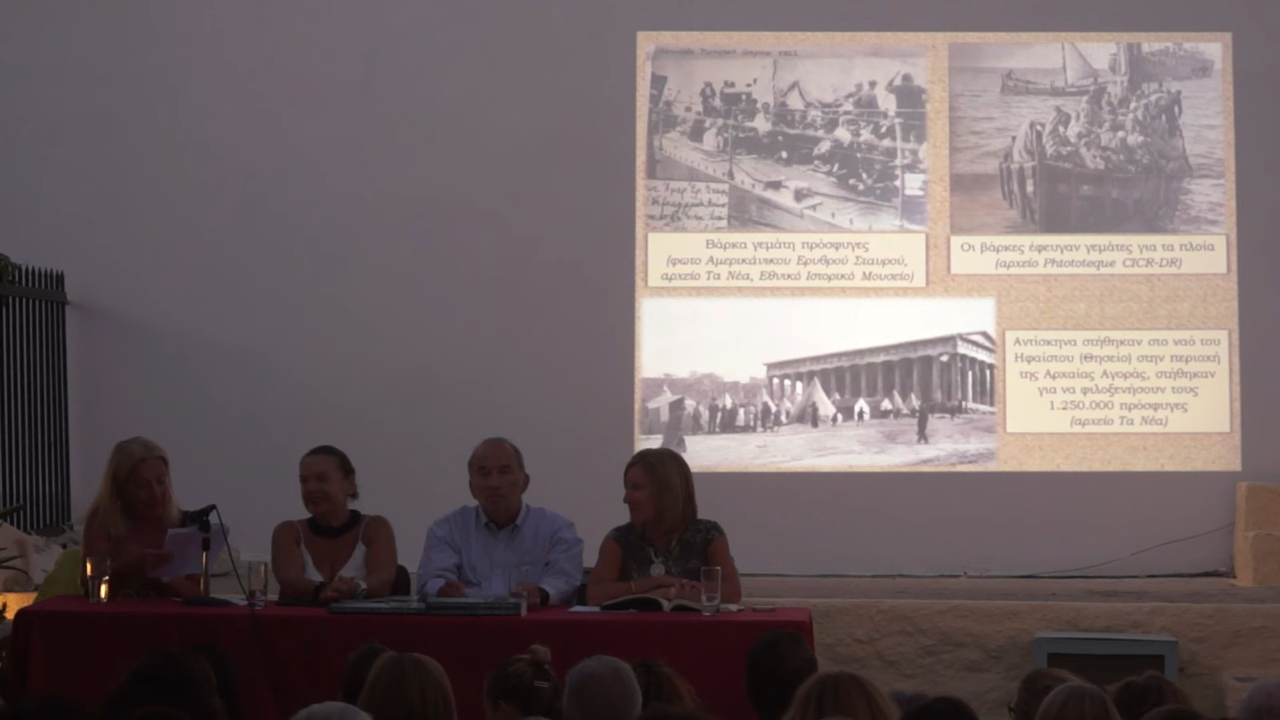 Βάρκα γεμάτη πρόσφυγες
(φωτο Αμερικάνικου Ερυθρού Σταυρού,
αρχείο Τα Νέα, Εθνικό Ιστορικό Μουσείο)
Οι βάρκες έφευγαν γεμάτες για τα πλοία
(αρχείο Phtototeque CICR-DR)
Αντίσκηνα στήθηκαν στο ναό του
Ηφαίστου (Θησείο) στην περιοχή
της Αρχαίας Αγοράς, στήθηκαν
για να φιλοξενήσουν τους
1.250.000 πρόσφυγες
(αρχείο Τα Νέα)